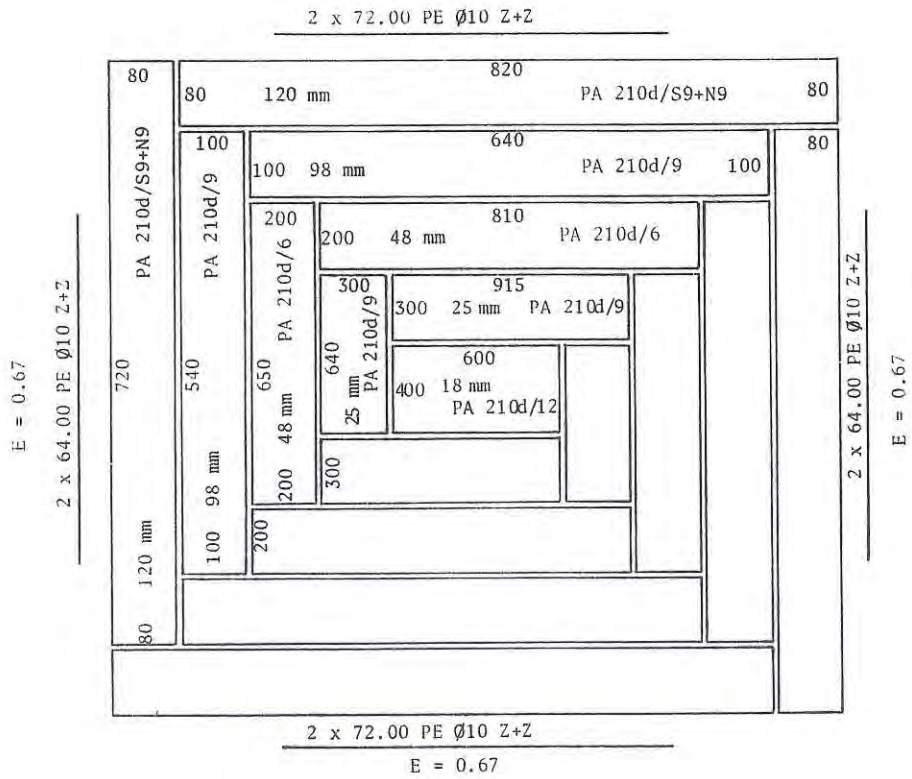 2 x 72.00 PE Ø10 Z+Z
80
820
80 120 mm PA 210d/S9+N9 80
PA 210d/S9+N9
720
120 mm
80
100
640
80
100 98 mm PA 210d/9 100
PA 210d/9
540
98 mm
100
200
810
200 48 mm PA 210d/6
PA 210d/6
650
48 mm
200
300
915
300 25 mm PA 210d/9
640
25 mm
PA 210d/9
600
400 18 mm
PA 210d/12
300
200
E = 0.67
2 x 64.00 PE Ø10 Z+Z
2 x 64.00 PE Ø10 Z+Z
E = 0.67
2 x 72.00 PE Ø10 Z+Z
E = 0.67